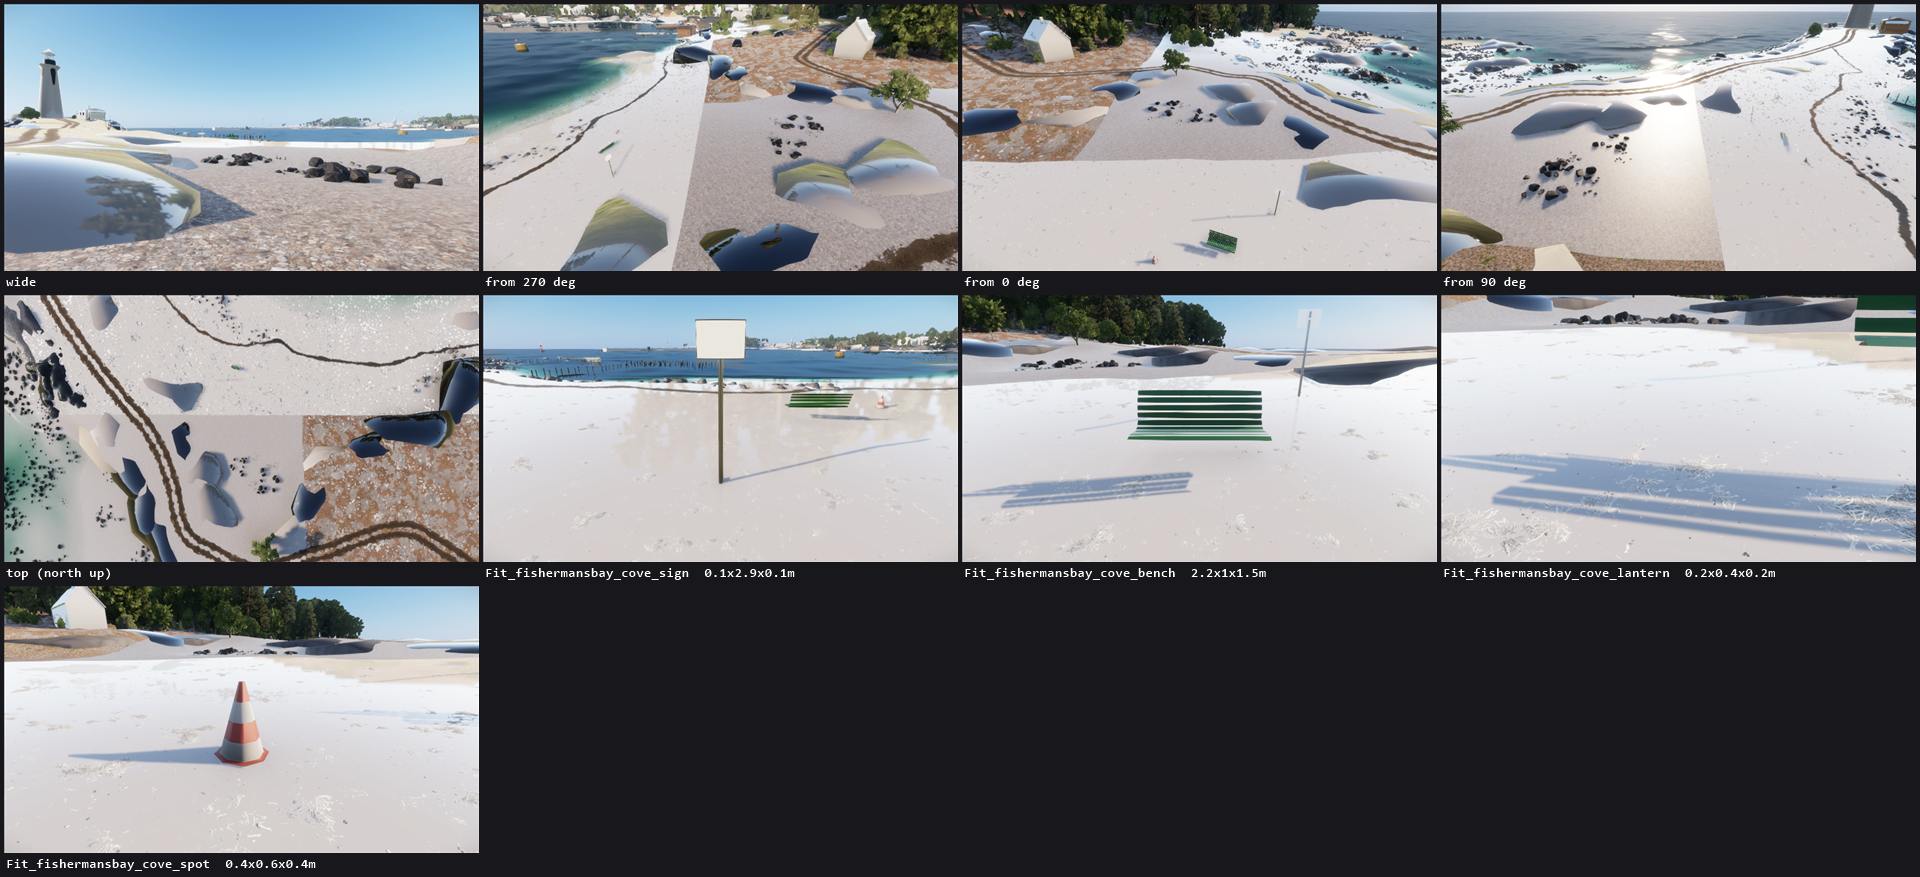 wide
from 270 deg
from 0 deg
from 90 deg
top (north up)
Fit_fishermansbay_cove_sign 0.1x2.9x0.1m
Fit_fishermansbay_cove_bench 2.2x1x1.5m
Fit_fishermansbay_cove_lantern 0.2x0.4x0.2m
Fit_fishermansbay_cove_spot 0.4x0.6x0.4m